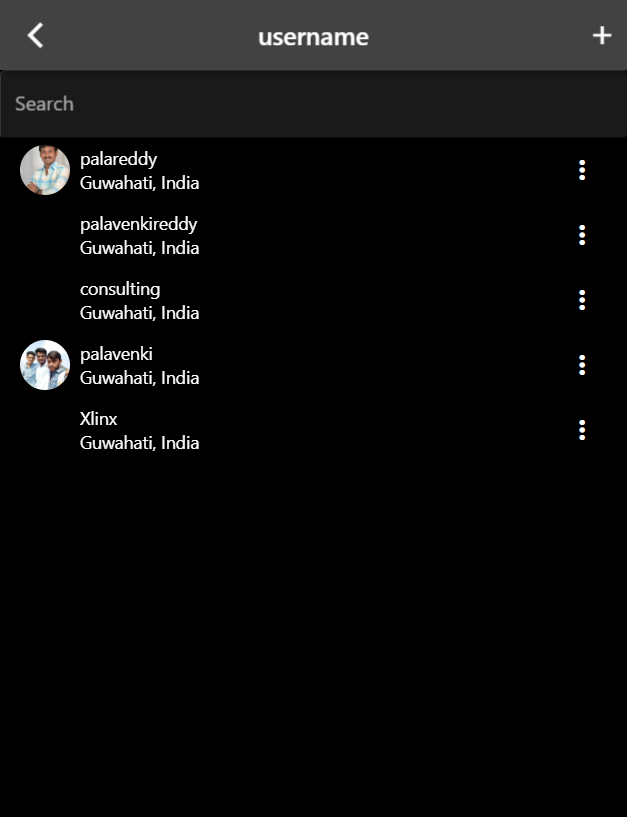 username
Search
palareddy
Guwahati, India
palavenkireddy
Guwahati, India
consulting
Guwahati, India
palavenki
Guwahati, India
Xlinx
Guwahati, India